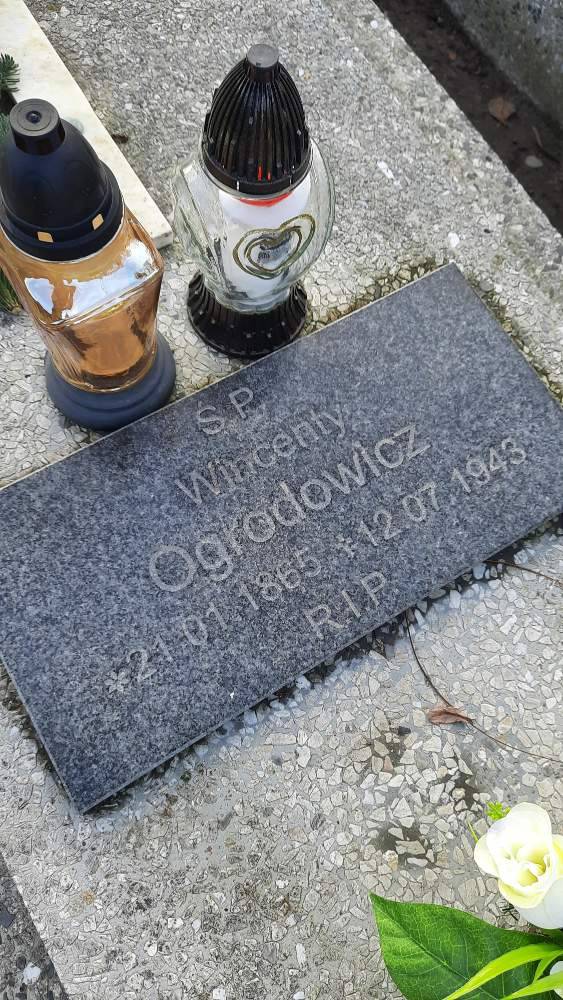 Ś.P.
Wincenty
Ogrodowicz
*21 01 1865 †12 07 1943
R.I.P